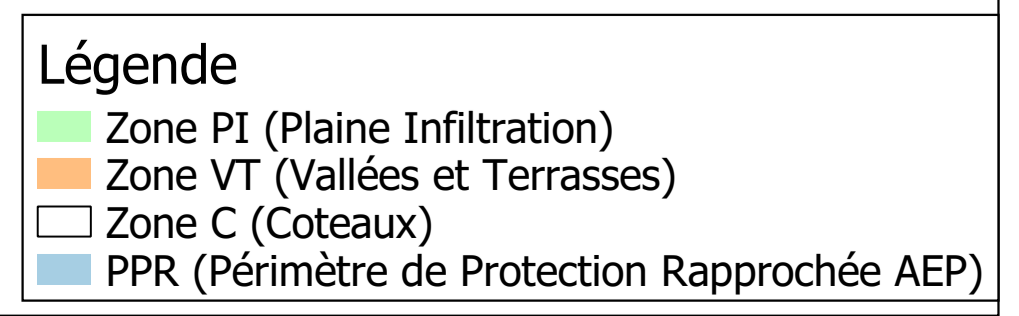 Légende
Zone PI (Plaine Infiltration)
Zone VT (Vallées et Terrasses)
Zone C (Coteaux)
PPR (Périmètre de Protection Rapprochée AEP)